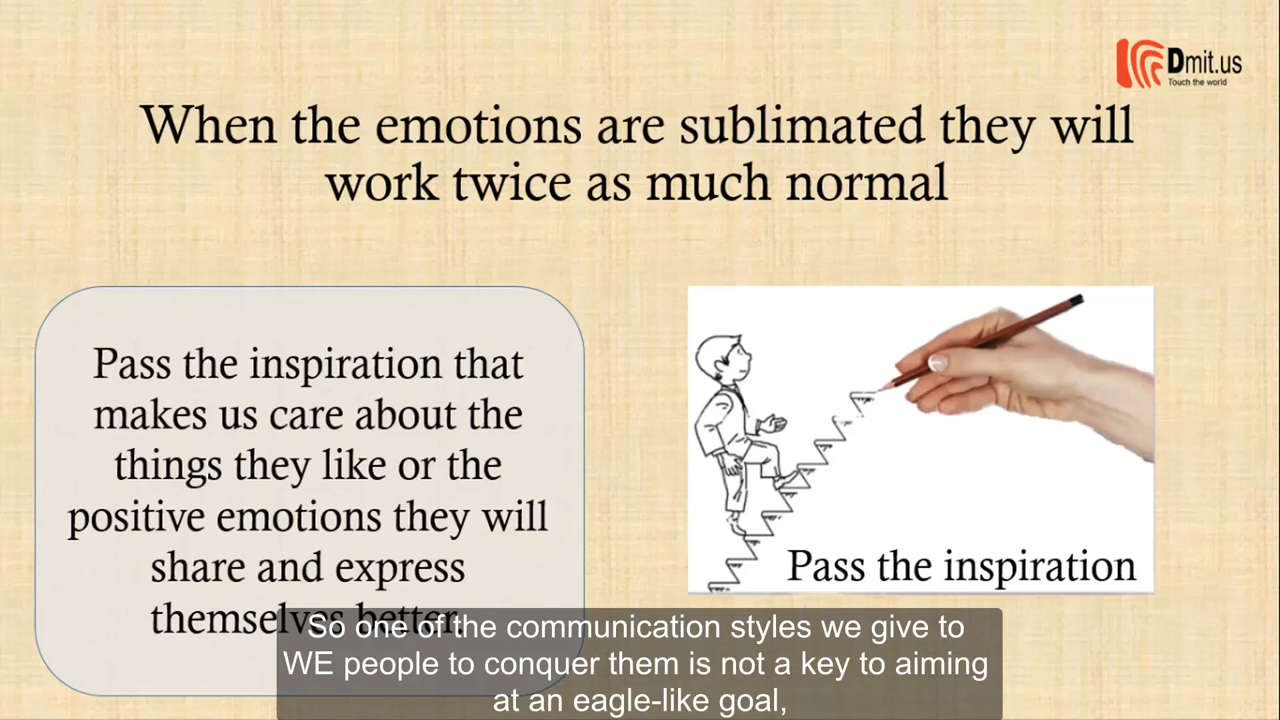 Dmit.us
Touch the world
When the emotions are sublimated they will
work twice as much normal
Pass the inspiration that
makes us care about the
things they like or the
positive emotions they will
share and express
themselves better.
Pass the inspiration
So one of the communication styles we give to
WE people to conquer them is not a key to aiming
at an eagle-like goal,